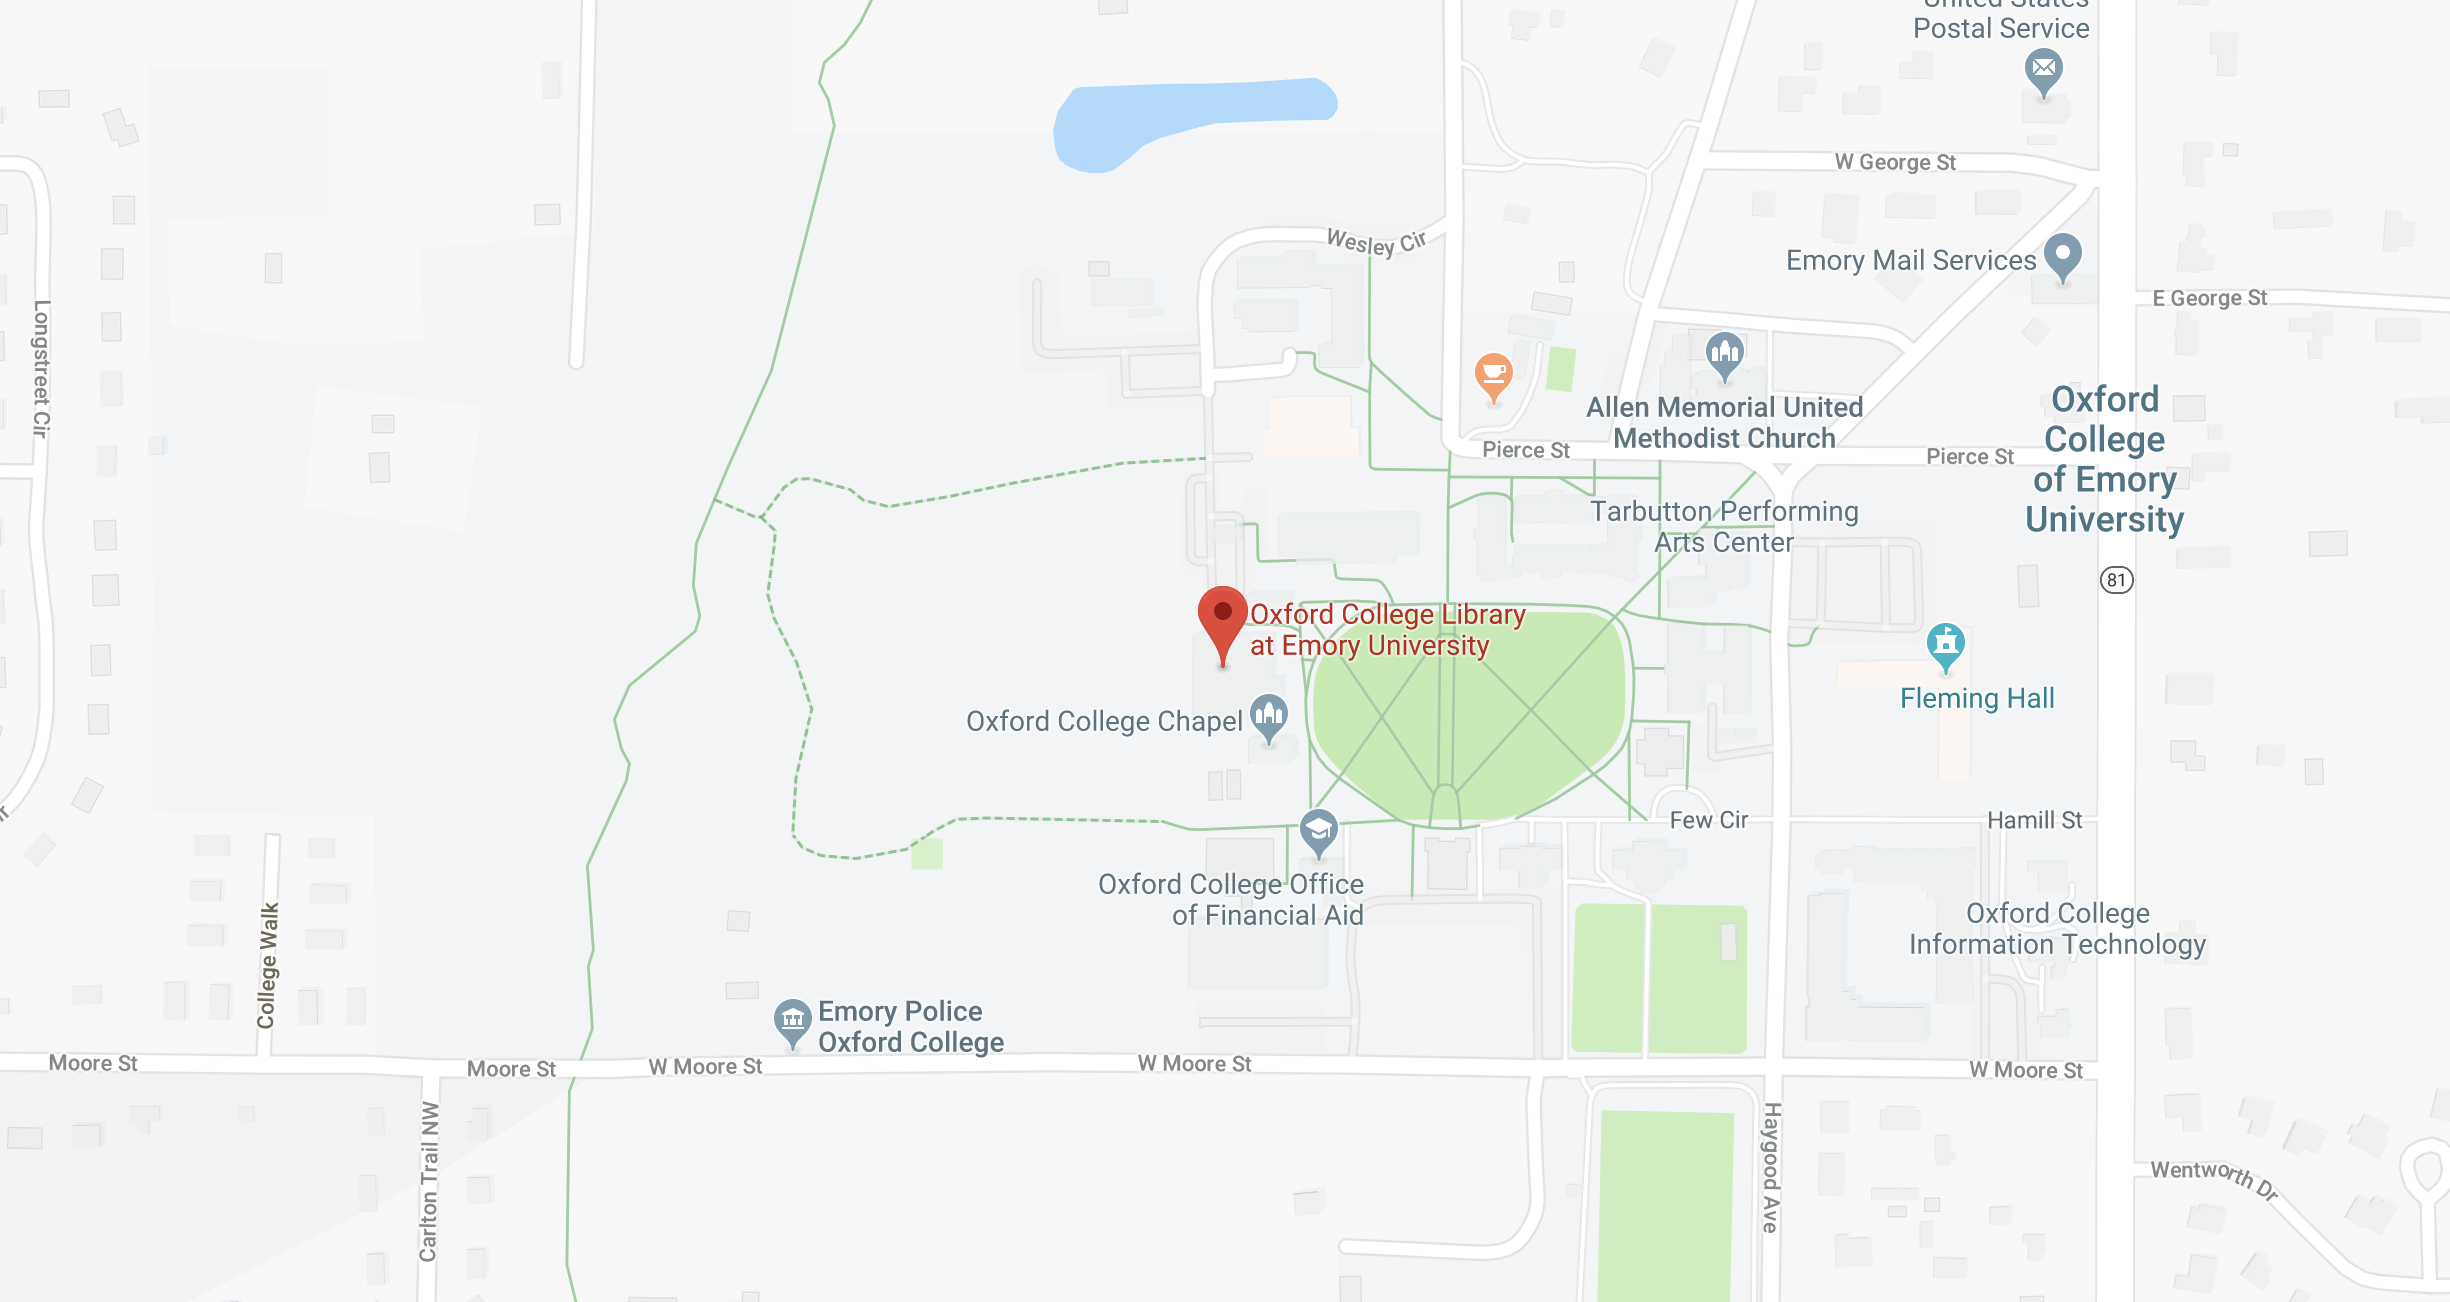 United States
Postal Service
W George St
Wesley Cir
Emory Mail Services
E George St
Longstreet Cir
Allen Memorial United
Methodist Church
Oxford
College
of Emory
University
Pierce St
Pierce St
Tarbutton Performing
Arts Center
81
Oxford College Library
at Emory University
Fleming Hall
Oxford College Chapel
Few Cir
Hamill St
Oxford College Office
of Financial Aid
College Walk
Oxford College
Information Technology
Emory Police
Oxford College
Moore St
Moore St
W Moore St
W Moore St
W Moore St
Carlton Trail NW
Haygood Ave
Wentworth Dr